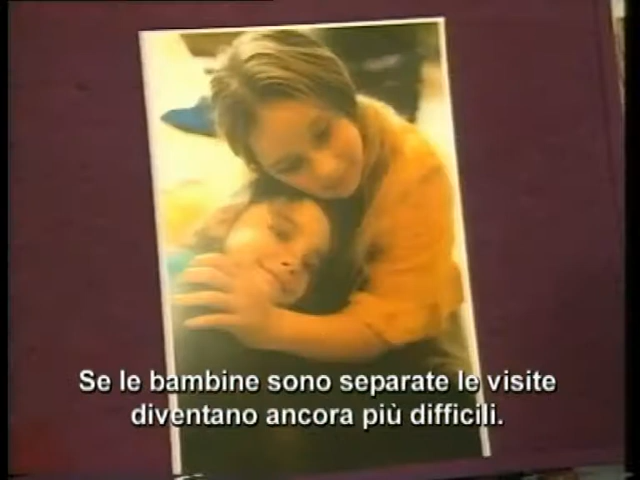 Se le bambine sono separate le visite
diventano ancora più difficili.